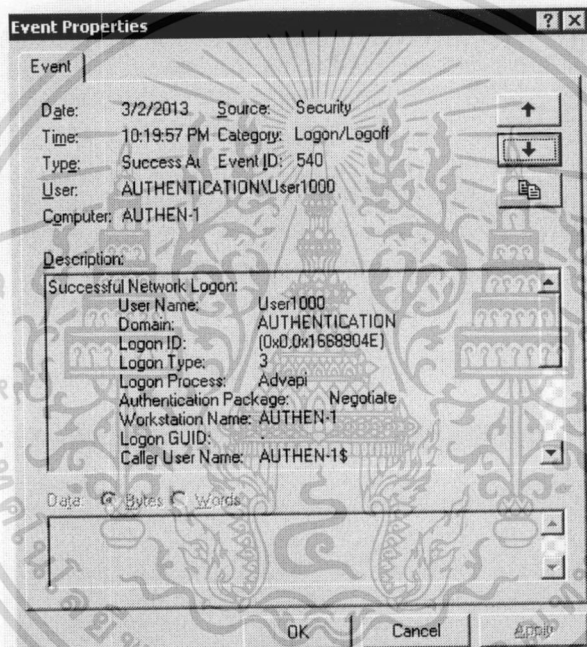 Event Properties
Event
Date: 3/2/2013 Source: Security
Time: 10:19:57 PM Category: Logon/Logoff
Type: Success Au Event ID: 540
User: AUTHENTICATION\User1000
Computer: AUTHEN-1
Description:
Successful Network Logon:
User Name: User1000
Domain: AUTHENTICATION
Logon ID: (0x0,0x1668904E)
Logon Type: 3
Logon Process: Advapi
Authentication Package: Negotiate
Workstation Name: AUTHEN-1
Logon GUID: -
Caller User Name: AUTHEN-1$
Data: Bytes Words
OK Cancel Apply